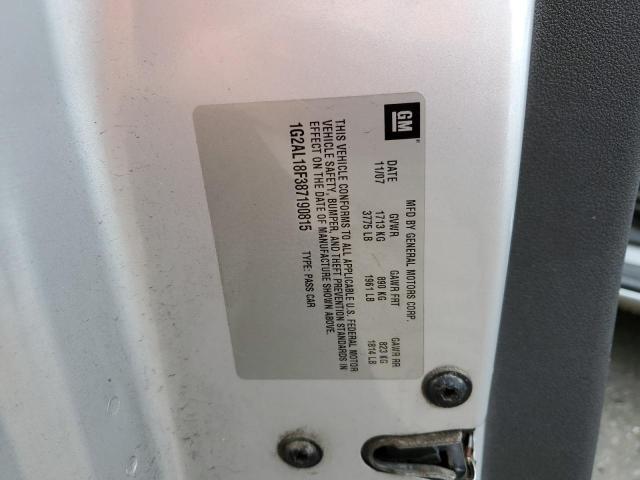 GM
MFD BY GENERAL MOTORS CORP.
DATE GVWR GAWR FRT GAWR RR
11/07 1713 KG 890 KG 823 KG
3775 LB 1961 LB 1814 LB
THIS VEHICLE CONFORMS TO ALL APPLICABLE U.S. FEDERAL MOTOR
VEHICLE SAFETY, BUMPER, AND THEFT PREVENTION STANDARDS IN
EFFECT ON THE DATE OF MANUFACTURE SHOWN ABOVE.
1G2AL18F387190815 TYPE: PASS CAR